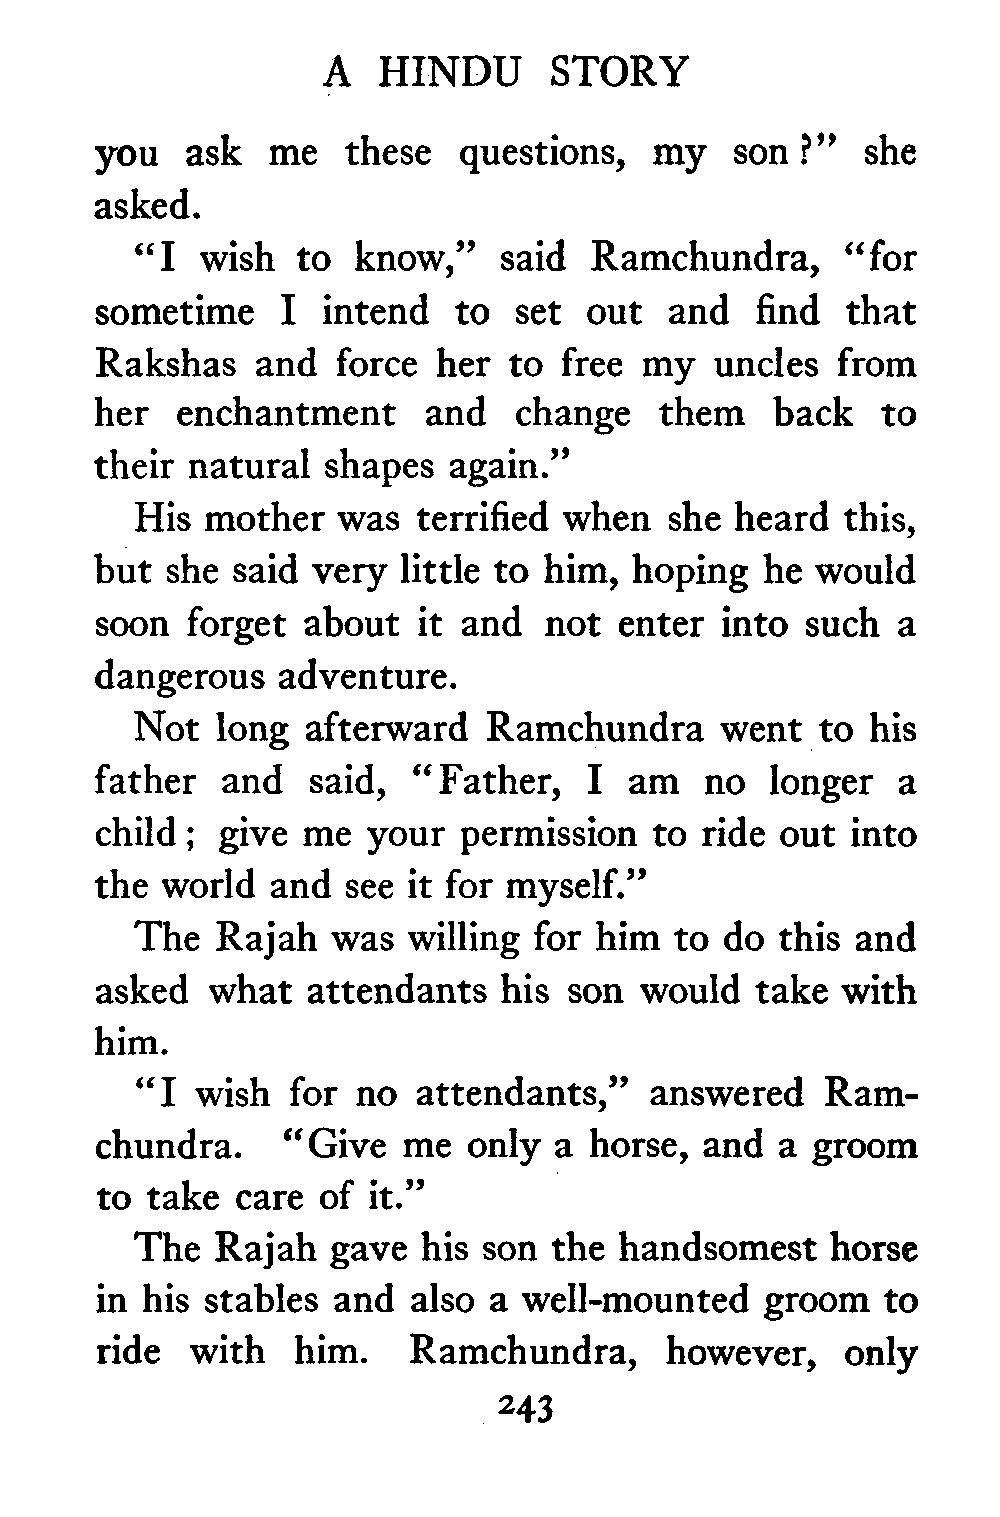 A HINDU STORY
you ask me these questions, my son?" she
asked.
"I wish to know," said Ramchundra, "for
sometime I intend to set out and find that
Rakshas and force her to free my uncles from
her enchantment and change them back to
their natural shapes again."
His mother was terrified when she heard this,
but she said very little to him, hoping he would
soon forget about it and not enter into such a
dangerous adventure.
Not long afterward Ramchundra went to his
father and said, "Father, I am no longer a
child; give me your permission to ride out into
the world and see it for myself."
The Rajah was willing for him to do this and
asked what attendants his son would take with
him.
"I wish for no attendants," answered Ram-
chundra. "Give me only a horse, and a groom
to take care of it."
The Rajah gave his son the handsomest horse
in his stables and also a well-mounted groom to
ride with him. Ramchundra, however, only
243